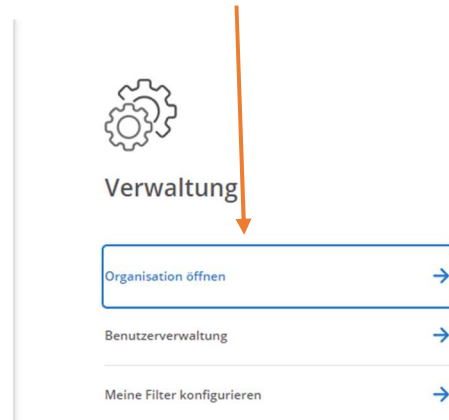 Verwaltung
Organisation öffnen
Benutzerverwaltung
Meine Filter konfigurieren